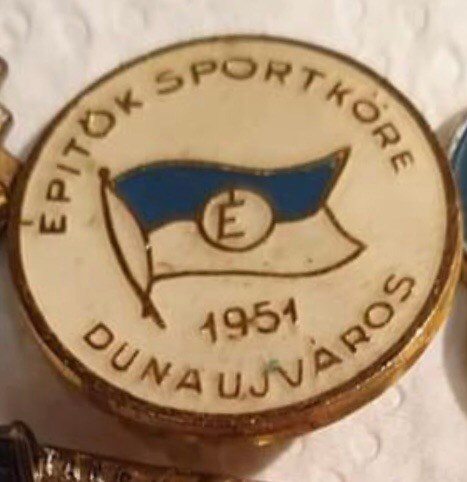 ÉPITŐK SPORTKÖRE
É
1951
DUNAUJVÁROS